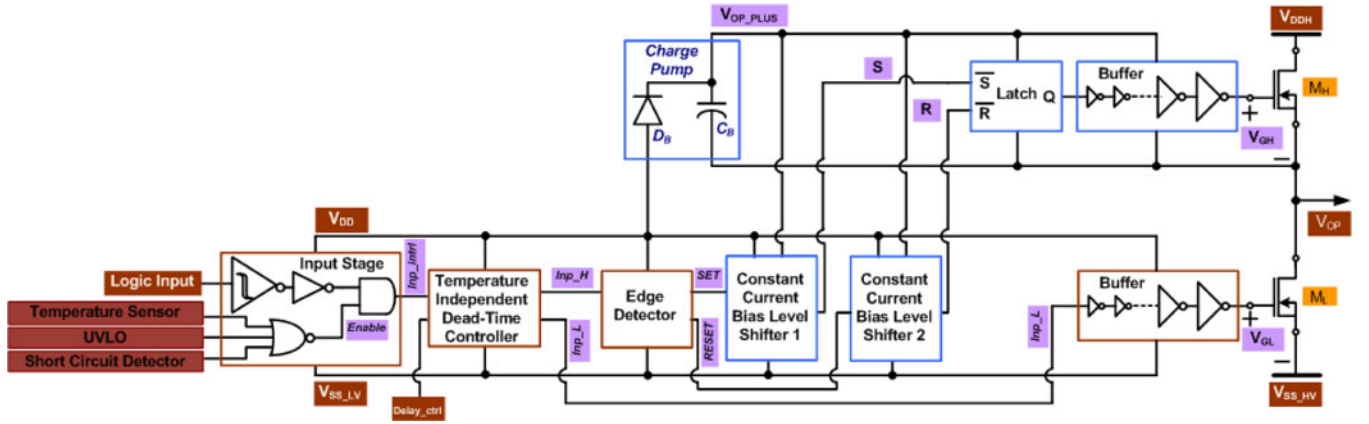 V_OP_PLUS
V_DDH
Charge
Pump
D_B
C_B
S
R
S
R
Latch
Q
Buffer
M_H
+
V_GH
−
V_OP
V_DD
Input Stage
Logic Input
Temperature Sensor
UVLO
Short Circuit Detector
Enable
Inp_intrl
Temperature
Independent
Dead-Time
Controller
Delay_ctrl
Inp_H
Inp_L
Edge
Detector
SET
RESET
Constant
Current
Bias Level
Shifter 1
Constant
Current
Bias Level
Shifter 2
Inp_L
Buffer
M_L
+
V_GL
−
V_SS_LV
V_SS_HV